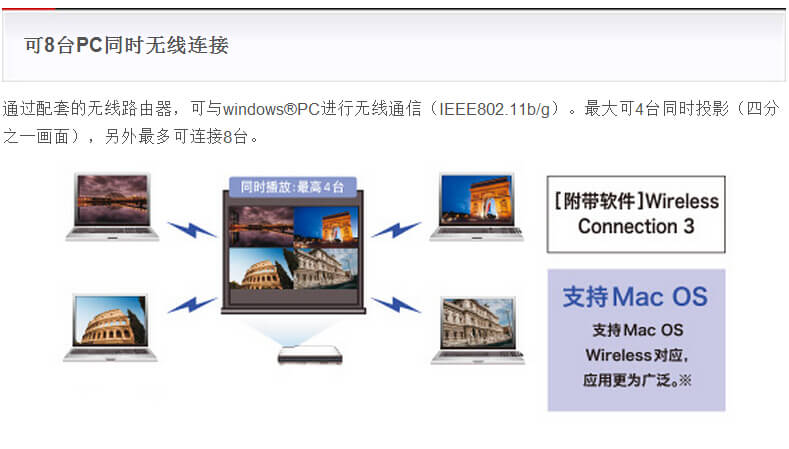 可8台PC同时无线连接
通过配套的无线路由器，可与windows®PC进行无线通信（IEEE802.11b/g）。最大可4台同时投影（四分
之一画面），另外最多可连接8台。
同时播放:最高4台
[附带软件]Wireless
Connection 3
支持Mac OS
支持Mac OS
Wireless对应，
应用更为广泛。※